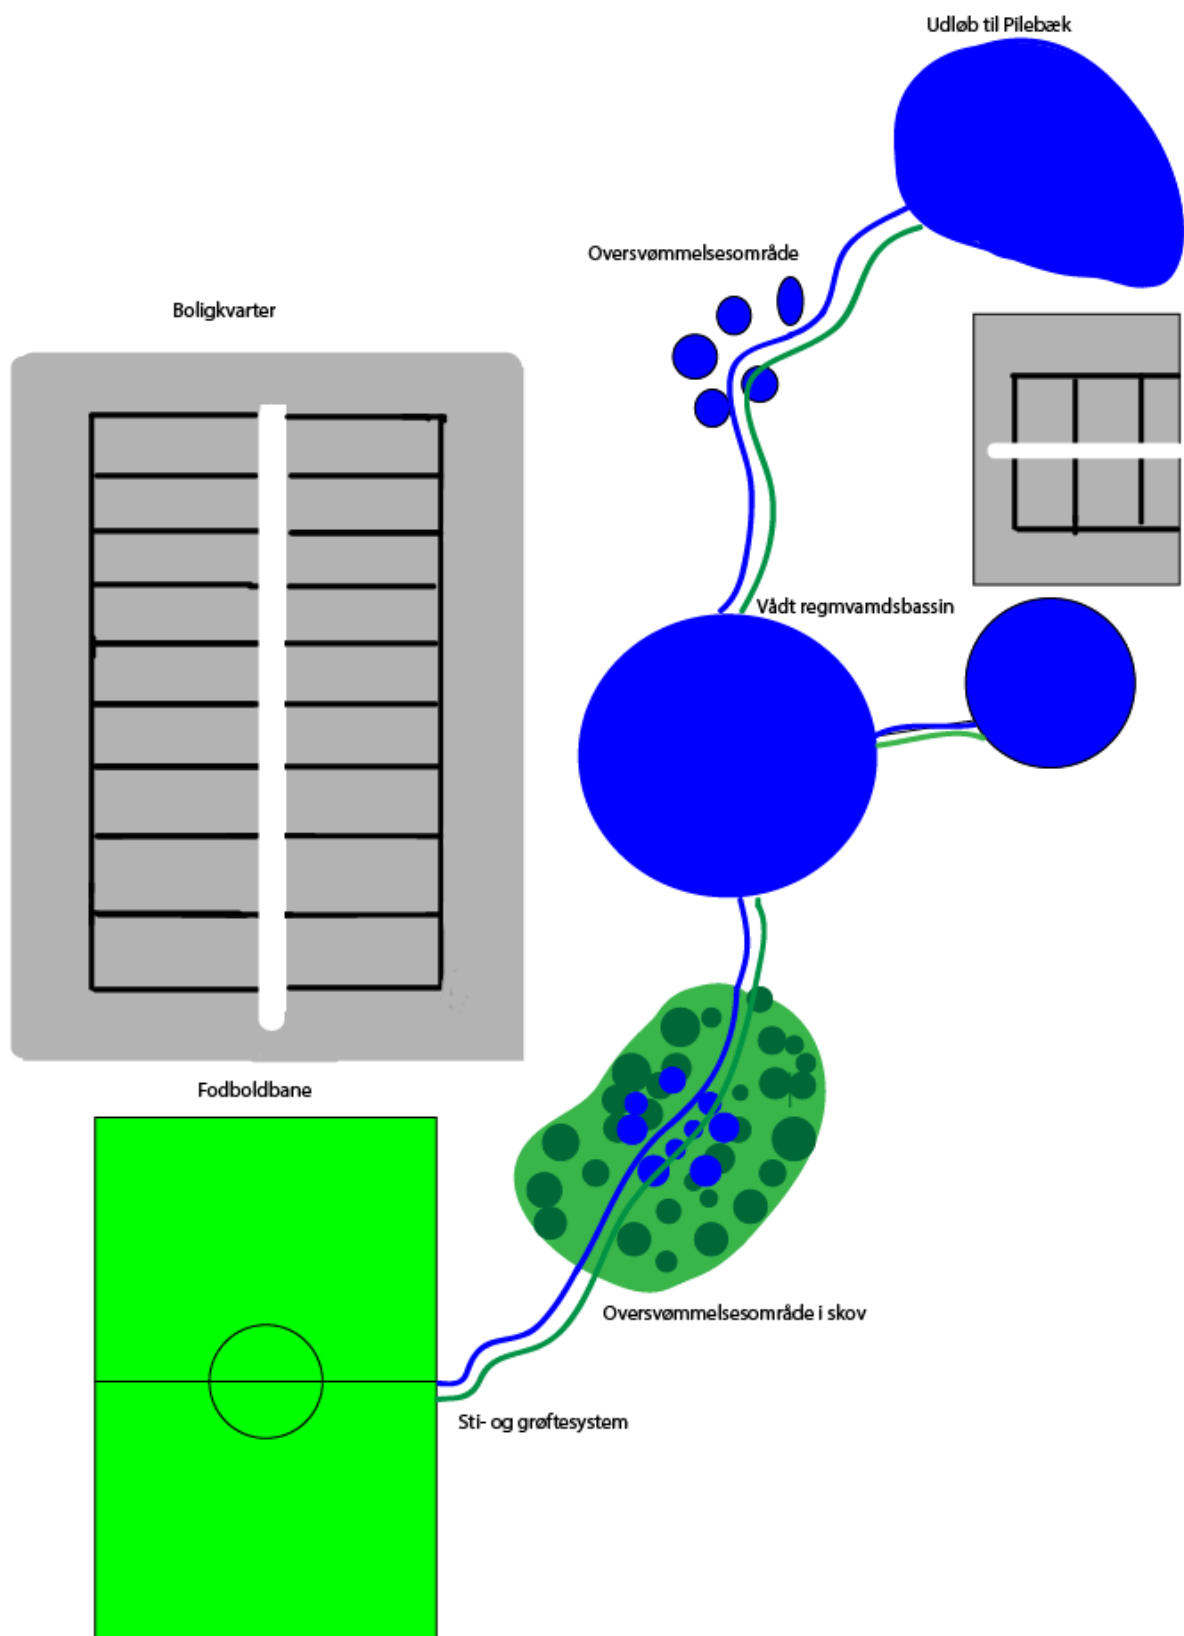 Udløb til Pilebæk
Oversvømmelsesområde
Boligkvarter
Vådt regmvamdsbassin
Fodboldbane
Oversvømmelsesområde i skov
Sti- og grøftesystem